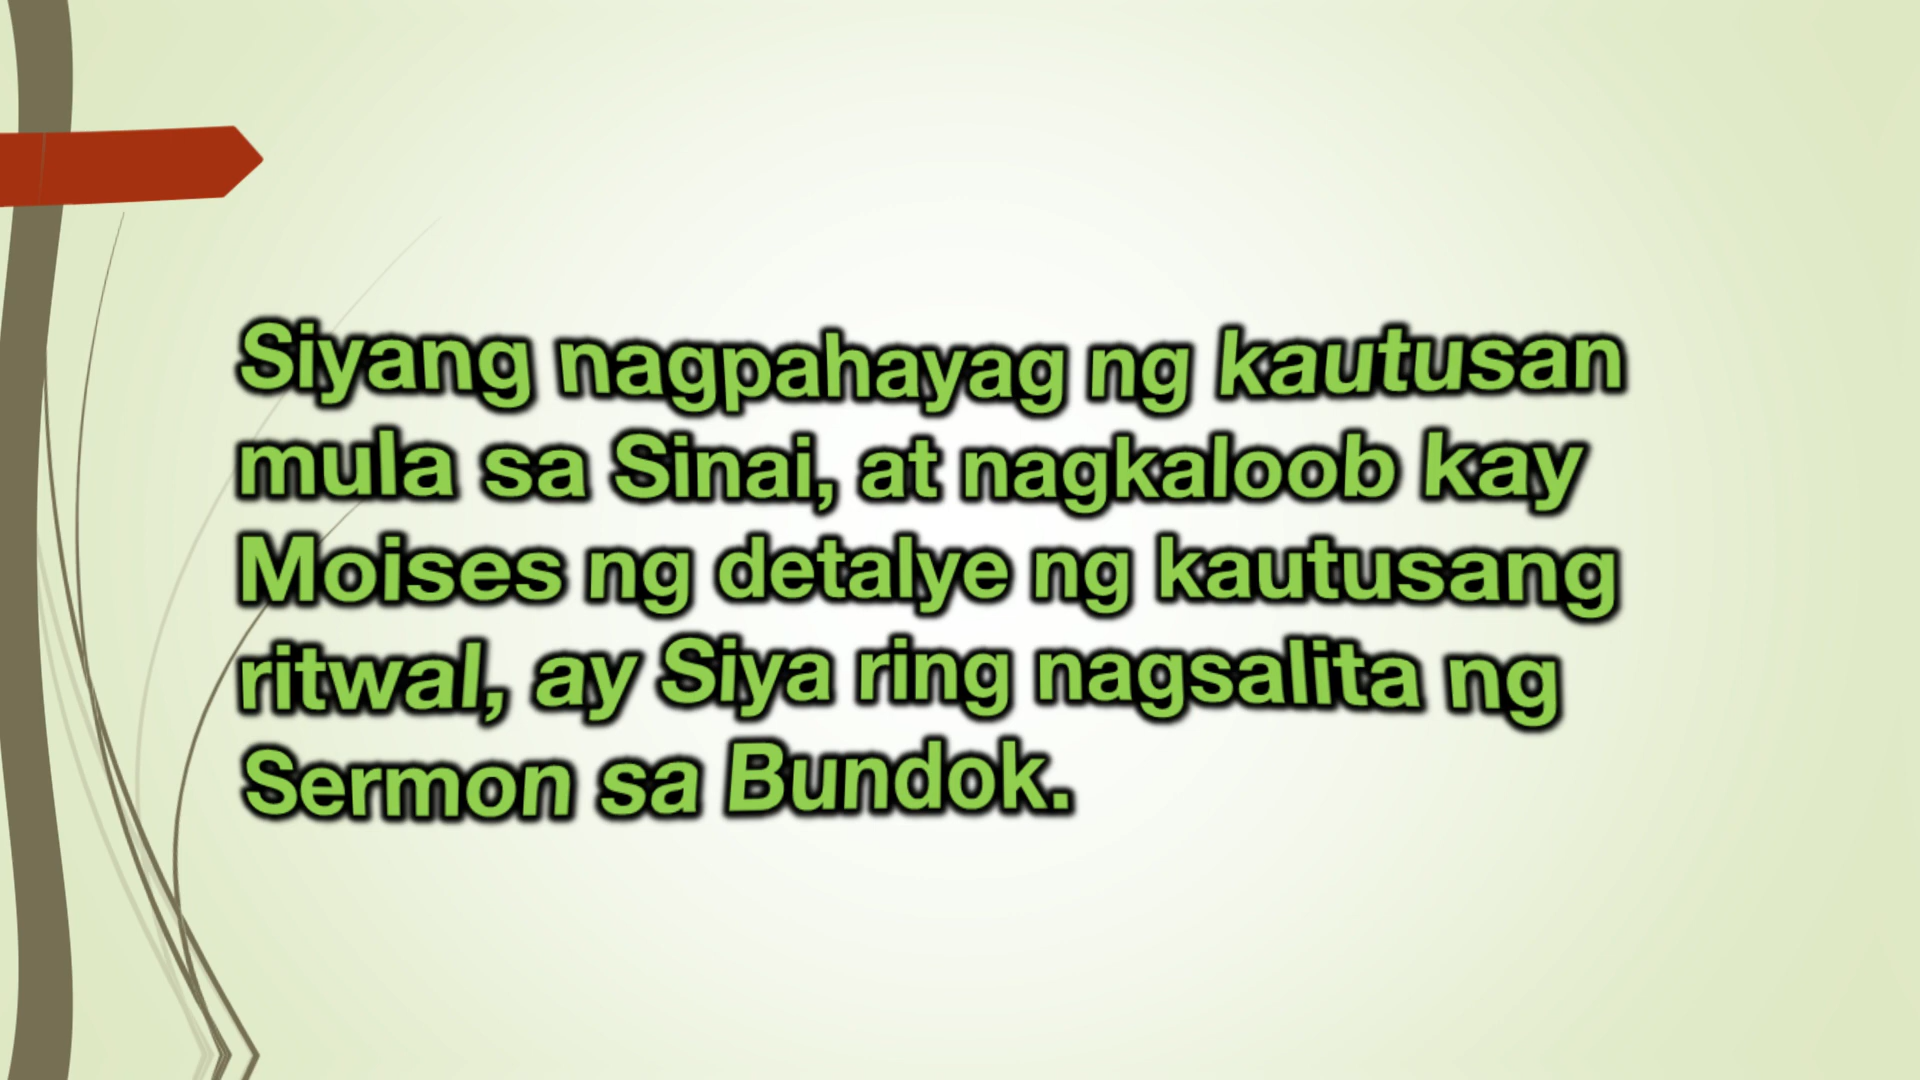 Siyang nagpahayag ng kautusan
mula sa Sinai, at nagkaloob kay
Moises ng detalye ng kautusang
ritwal, ay Siya ring nagsalita ng
Sermon sa Bundok.